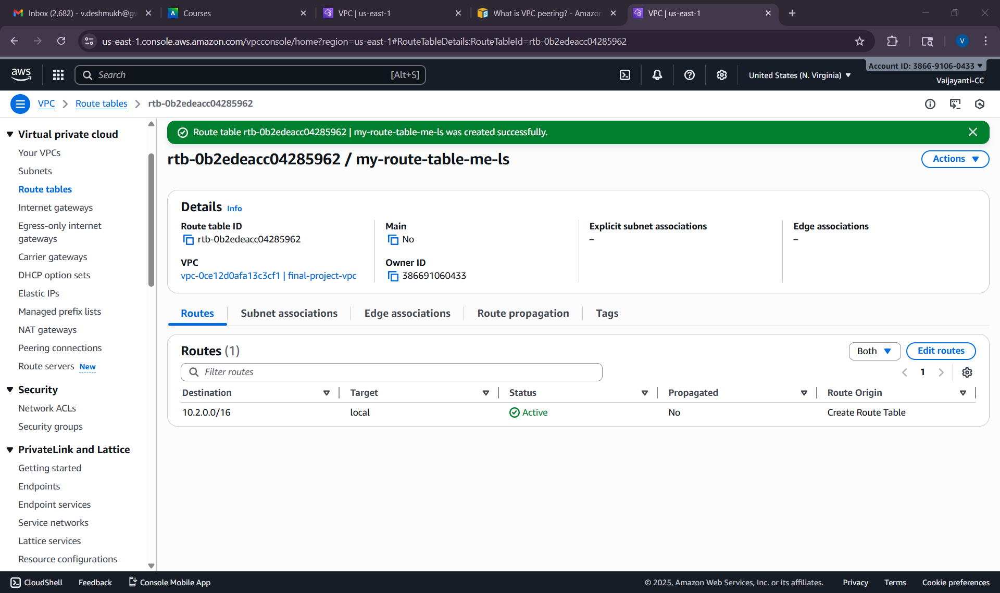 Inbox (2,682) - v.deshmukh@gw
Courses
VPC | us-east-1
What is VPC peering? - Amazon
VPC | us-east-1
us-east-1.console.aws.amazon.com/vpcconsole/home?region=us-east-1#RouteTableDetails:RouteTableId=rtb-0b2edeacc04285962
V
aws
Search
[Alt+S]
United States (N. Virginia)
Account ID: 3866-9106-0433
Vaijayanti-CC
VPC
Route tables
rtb-0b2edeacc04285962
Virtual private cloud
Your VPCs
Subnets
Route tables
Internet gateways
Egress-only internet
gateways
Carrier gateways
DHCP option sets
Elastic IPs
Managed prefix lists
NAT gateways
Peering connections
Route servers New
Security
Network ACLs
Security groups
PrivateLink and Lattice
Getting started
Endpoints
Endpoint services
Service networks
Lattice services
Resource configurations
Route table rtb-0b2edeacc04285962 | my-route-table-me-ls was created successfully.
rtb-0b2edeacc04285962 / my-route-table-me-ls
Actions
Details Info
Route table ID
rtb-0b2edeacc04285962
Main
No
Explicit subnet associations
–
Edge associations
–
VPC
vpc-0ce12d0afa13c3cf1 | final-project-vpc
Owner ID
386691060433
Routes
Subnet associations
Edge associations
Route propagation
Tags
Routes (1)
Both
Edit routes
Filter routes
1
Destination
Target
Status
Propagated
Route Origin
10.2.0.0/16
local
Active
No
Create Route Table
CloudShell
Feedback
Console Mobile App
© 2025, Amazon Web Services, Inc. or its affiliates.
Privacy
Terms
Cookie preferences